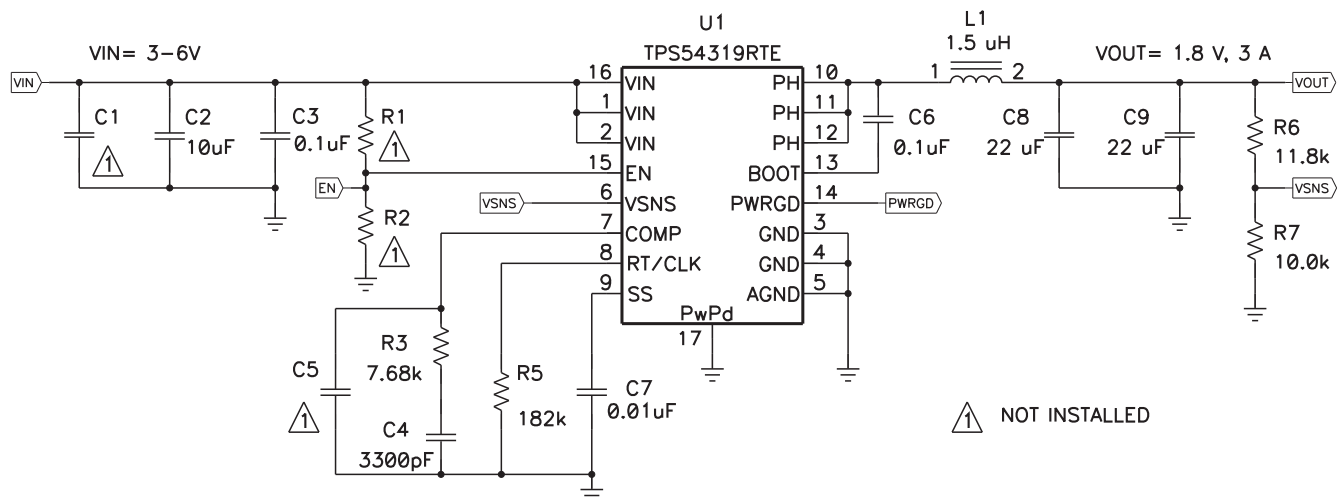 U1
TPS54319RTE
L1
1.5 uH
VIN= 3-6V
VOUT= 1.8 V, 3 A
VIN
16
VIN
PH
10
1
2
VOUT
C1
1
C2
10uF
C3
0.1uF
R1
1
1
VIN
PH
11
C6
0.1uF
C8
22 uF
C9
22 uF
R6
11.8k
2
VIN
PH
12
15
EN
BOOT
13
EN
VSNS
6
VSNS
PWRGD
14
PWRGD
VSNS
R2
1
7
COMP
GND
3
R7
10.0k
8
RT/CLK
GND
4
9
SS
AGND
5
PwPd
17
C5
1
R3
7.68k
R5
182k
C7
0.01uF
C4
3300pF
1
NOT INSTALLED